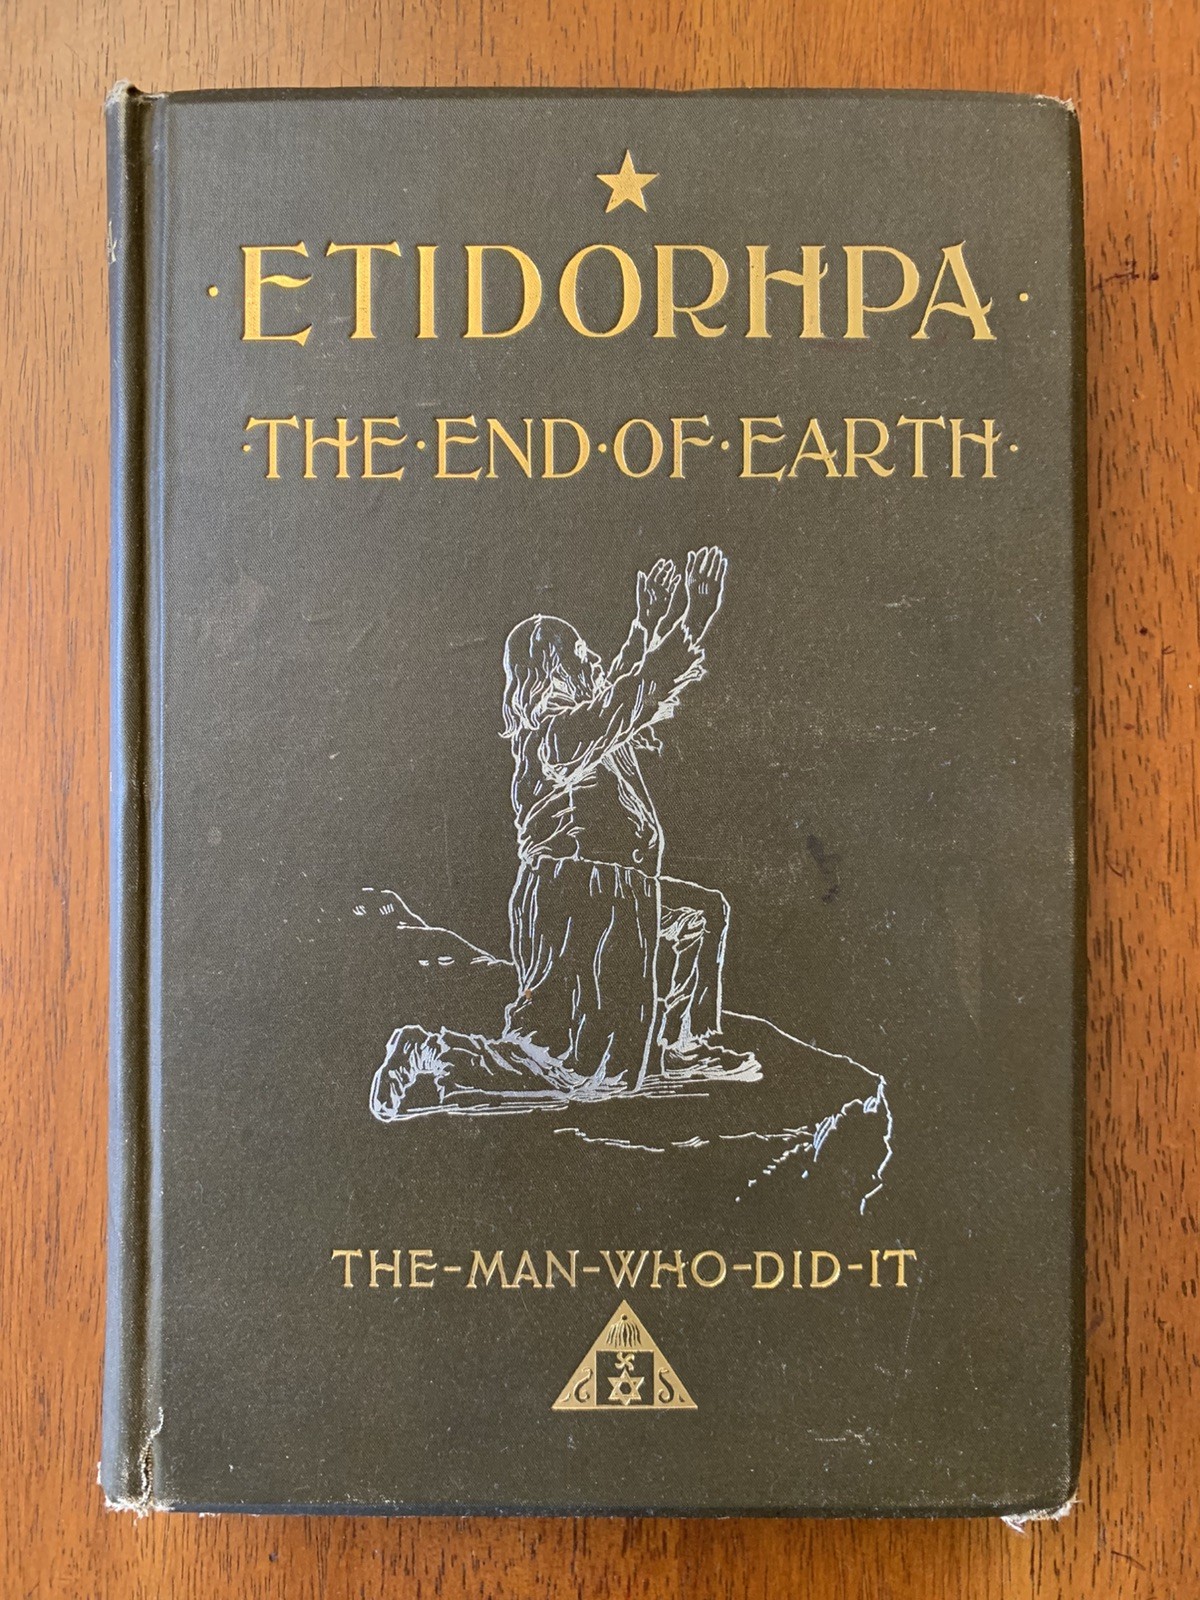 ·ETIDORHPA·
·THE·END·OF·EARTH·
THE-MAN-WHO-DID-IT